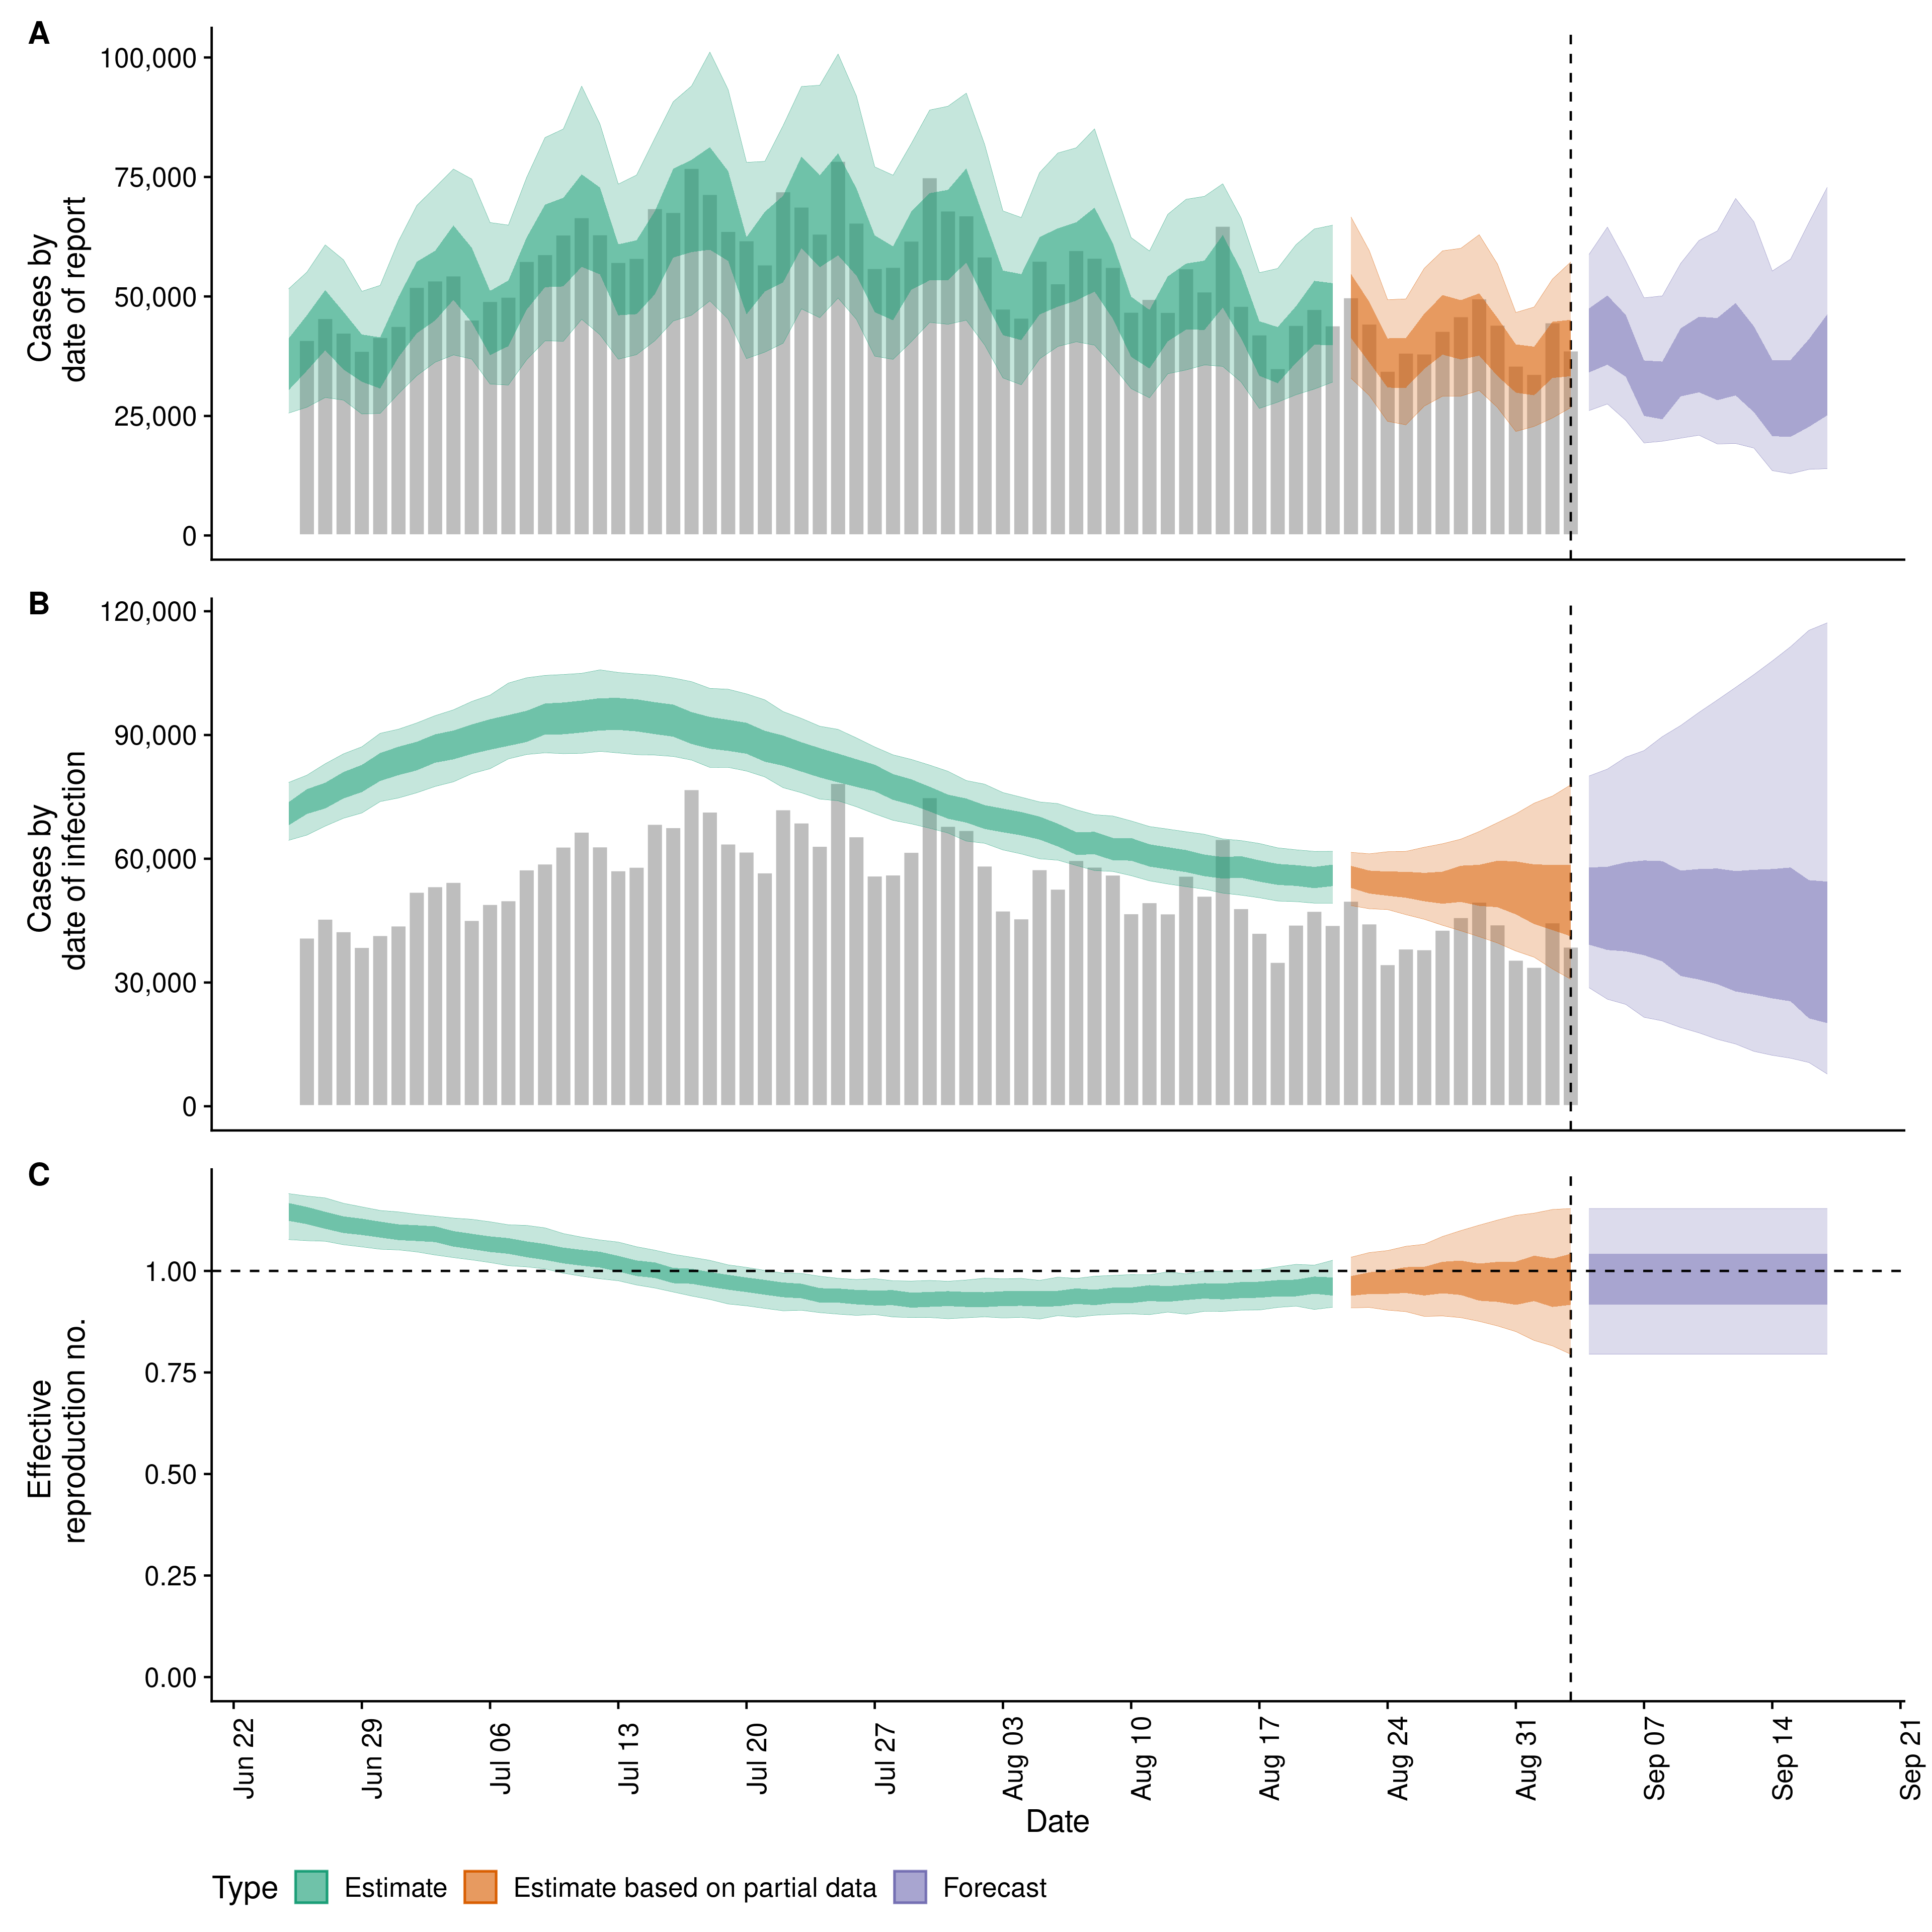 A
Cases by
date of report
100,000
75,000
50,000
25,000
0
B
Cases by
date of infection
120,000
90,000
60,000
30,000
0
C
Effective
reproduction no.
1.00
0.75
0.50
0.25
0.00
Jun 22
Jun 29
Jul 06
Jul 13
Jul 20
Jul 27
Aug 03
Aug 10
Aug 17
Aug 24
Aug 31
Sep 07
Sep 14
Sep 21
Date
Type Estimate Estimate based on partial data Forecast